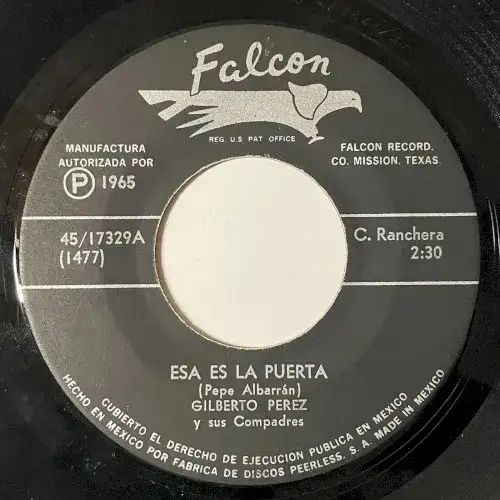 Falcon
REG. U.S. PAT. OFFICE
MANUFACTURA
AUTORIZADA POR
Ⓟ 1965
FALCON RECORD.
CO. MISSION, TEXAS.
45/17329A
(1477)
C. Ranchera
2:30
ESA ES LA PUERTA
(Pepe Albarrán)
GILBERTO PEREZ
y sus Compadres
CUBIERTO EL DERECHO DE EJECUCION PUBLICA EN MEXICO
HECHO EN MEXICO POR FABRICA DE DISCOS PEERLESS. S. A. MADE IN MEXICO